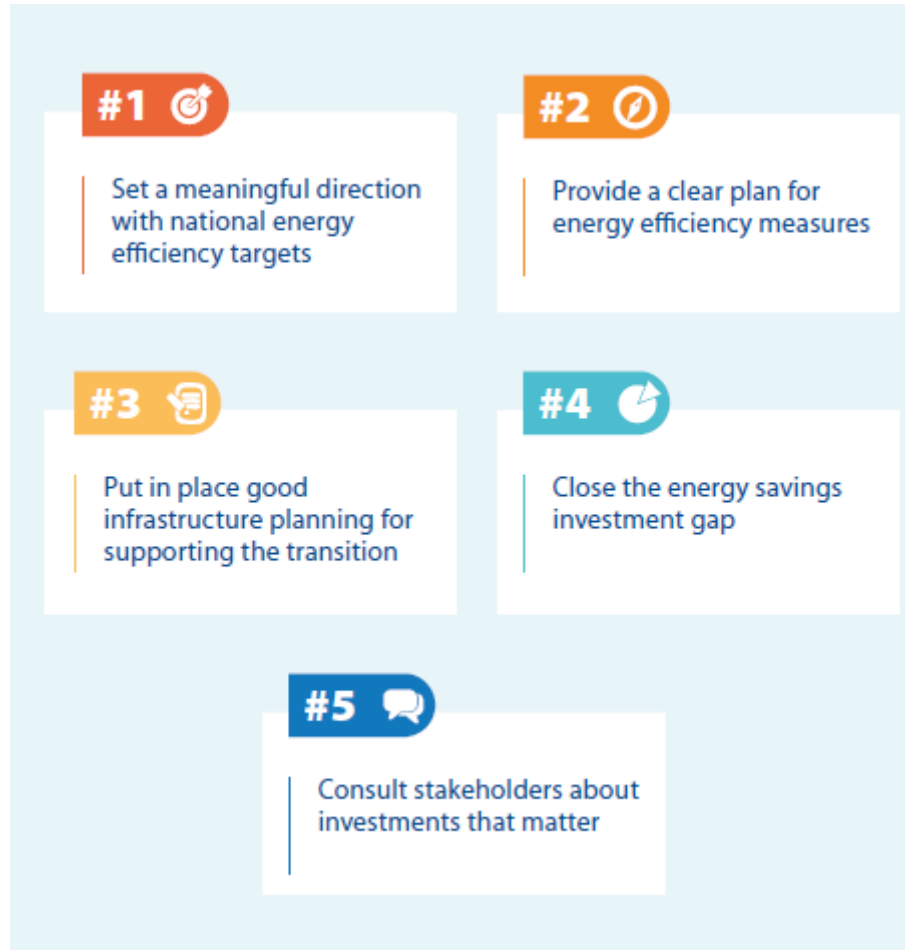 #1
Set a meaningful direction
with national energy
efficiency targets
#2
Provide a clear plan for
energy efficiency measures
#3
Put in place good
infrastructure planning for
supporting the transition
#4
Close the energy savings
investment gap
#5
Consult stakeholders about
investments that matter